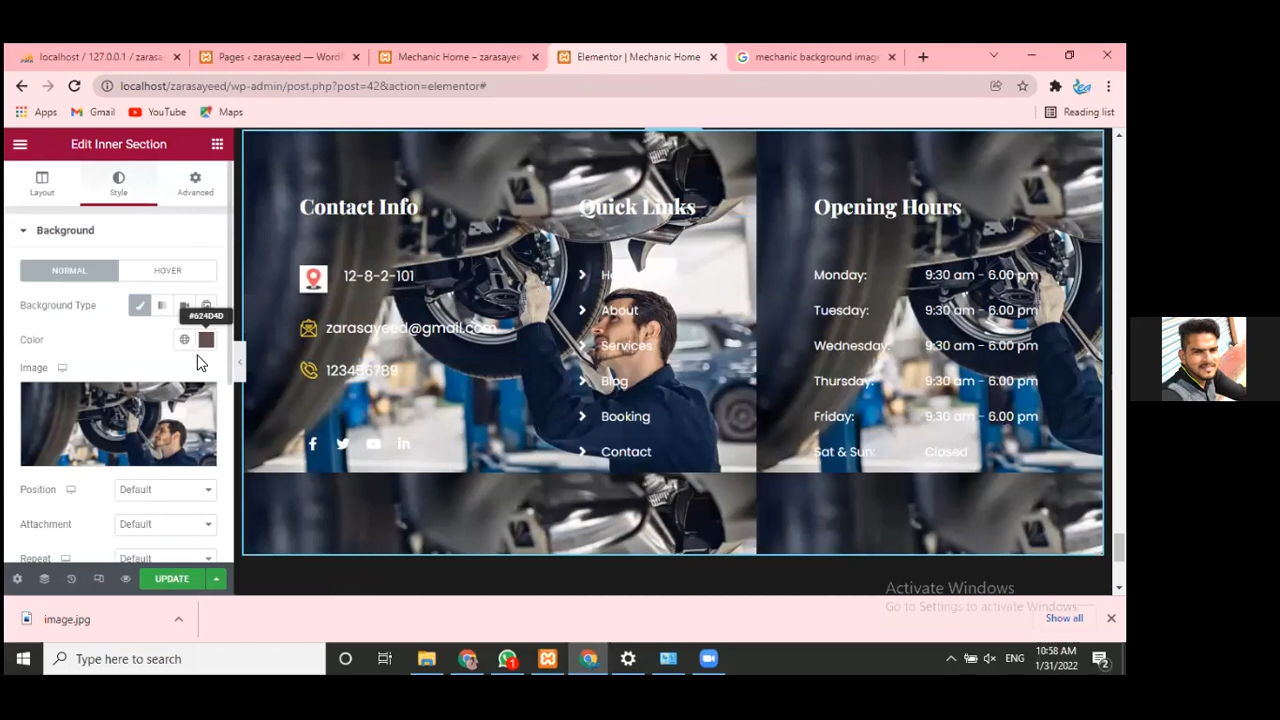 localhost / 127.0.0.1 / zarasa
Pages ‹ zarasayeed — WordP
Mechanic Home – zarasayee
Elementor | Mechanic Home
mechanic background image
localhost/zarasayeed/wp-admin/post.php?post=42&action=elementor#
Apps
Gmail
YouTube
Maps
Reading list
Edit Inner Section
Layout
Style
Advanced
Background
NORMAL
HOVER
Background Type
#624D4D
Color
Image
Position
Default
Attachment
Default
Repeat
Default
UPDATE
Contact Info
12-8-2-101
zarasayeed@gmail.com
123456789
Quick Links
About
Services
Blog
Booking
Contact
Opening Hours
Monday: 9:30 am - 6.00 pm
Tuesday: 9:30 am - 6.00 pm
Wednesday: 9:30 am - 6.00 pm
Thursday: 9:30 am - 6.00 pm
Friday: 9:30 am - 6.00 pm
Sat & Sun: Closed
Activate Windows
Go to Settings to activate Windows.
image.jpg
Show all
Type here to search
1
ENG
10:58 AM
1/31/2022
2